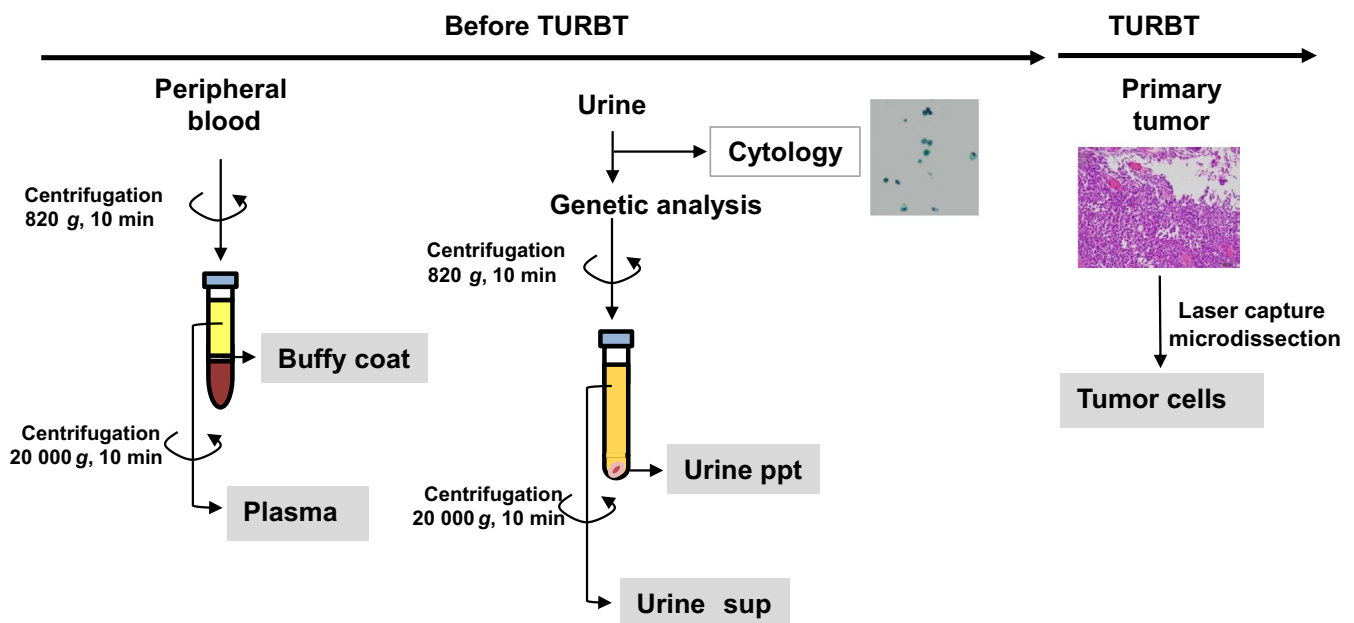 Before TURBT
TURBT
Peripheral
blood
Centrifugation
820 g, 10 min
Buffy coat
Centrifugation
20 000 g, 10 min
Plasma
Urine
Cytology
Genetic analysis
Centrifugation
820 g, 10 min
Urine ppt
Centrifugation
20 000 g, 10 min
Urine sup
Primary
tumor
Laser capture
microdissection
Tumor cells